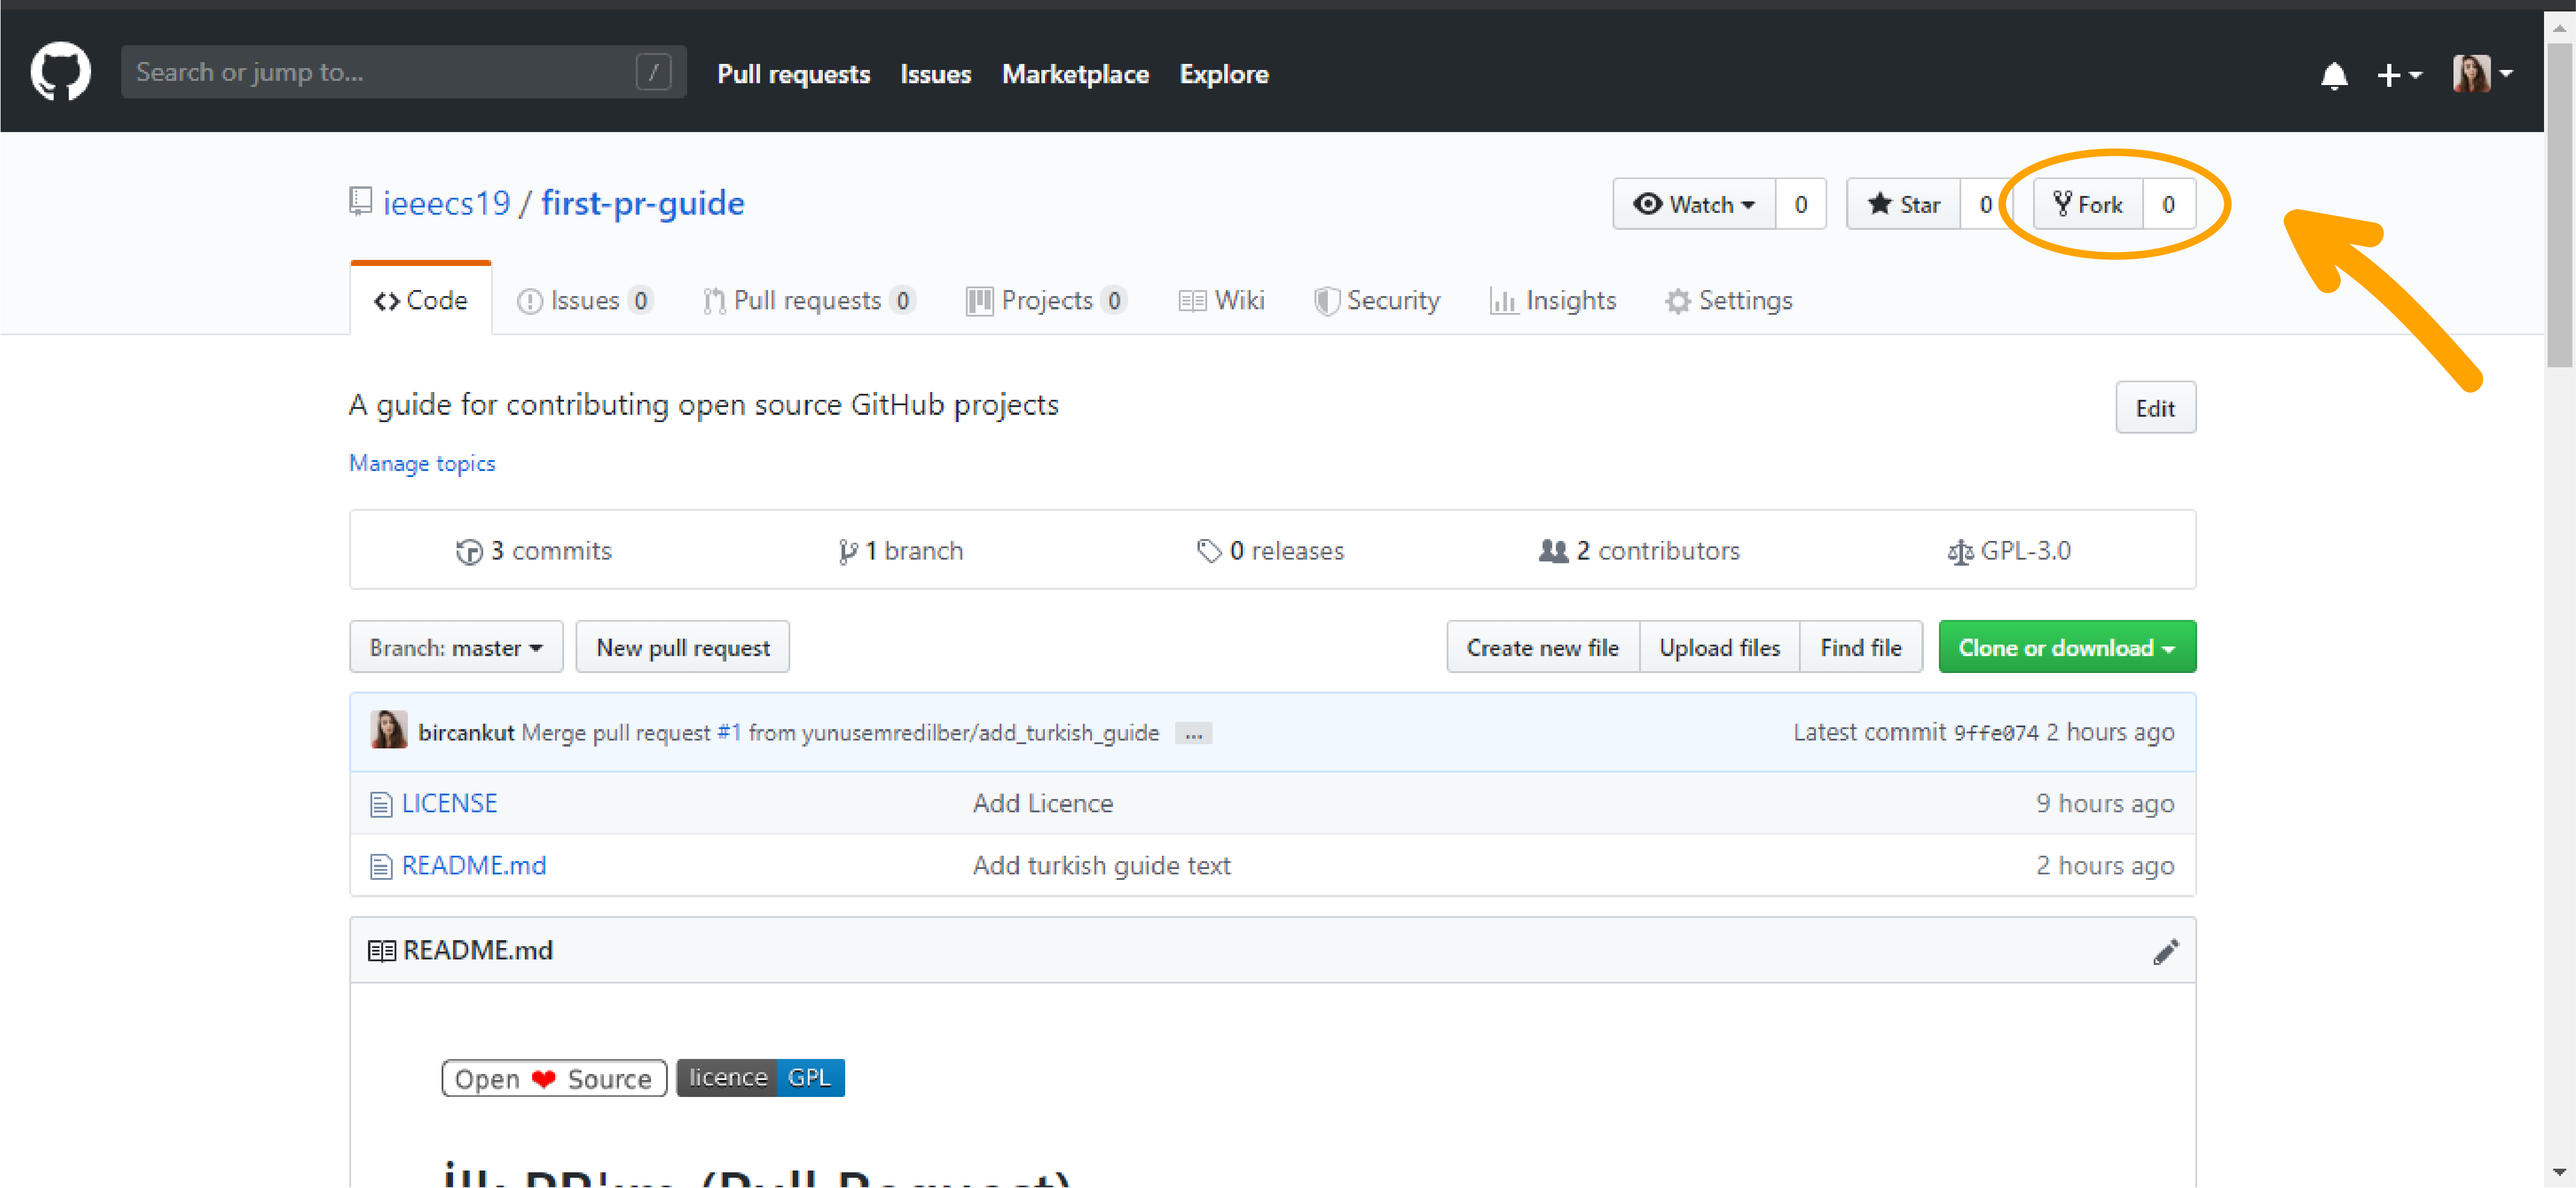 Search or jump to... / Pull requests Issues Marketplace Explore
ieeecs19 / first-pr-guide Watch 0 Star 0 Fork 0
Code Issues 0 Pull requests 0 Projects 0 Wiki Security Insights Settings
A guide for contributing open source GitHub projects Edit
Manage topics
3 commits 1 branch 0 releases 2 contributors GPL-3.0
Branch: master New pull request Create new file Upload files Find file Clone or download
bircankut Merge pull request #1 from yunusemredilber/add_turkish_guide ... Latest commit 9ffe074 2 hours ago
LICENSE Add Licence 9 hours ago
README.md Add turkish guide text 2 hours ago
README.md
Open ❤ Source licence GPL
İlk PR'ım (Pull Request)